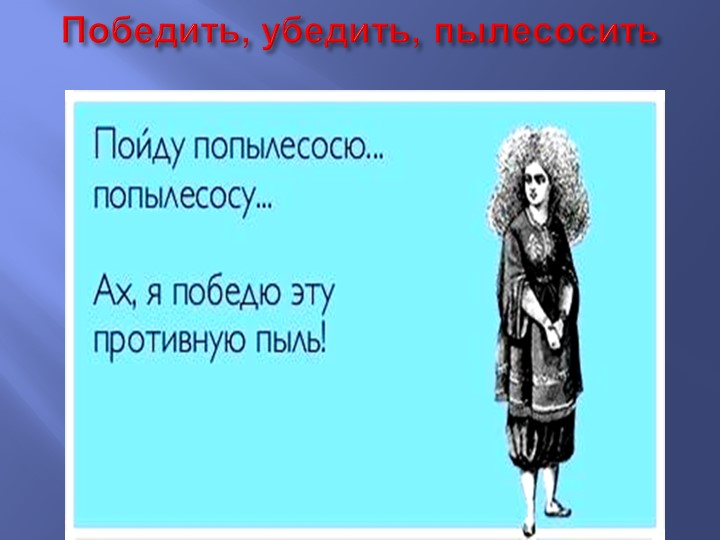 Победить, убедить, пылесосить
Пойду попылесосю...
попылесосу...
Ах, я победю эту
противную пыль!